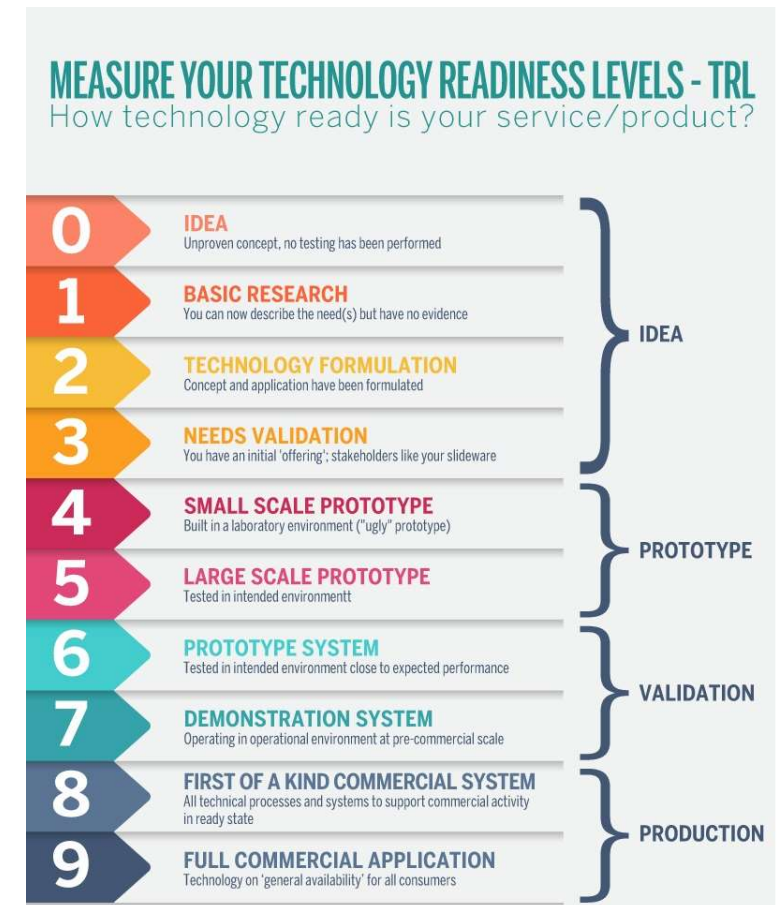 MEASURE YOUR TECHNOLOGY READINESS LEVELS - TRL
How technology ready is your service/product?
0
IDEA
Unproven concept, no testing has been performed
1
BASIC RESEARCH
You can now describe the need(s) but have no evidence
2
TECHNOLOGY FORMULATION
Concept and application have been formulated
3
NEEDS VALIDATION
You have an initial 'offering'; stakeholders like your slideware
IDEA
4
SMALL SCALE PROTOTYPE
Built in a laboratory environment ("ugly" prototype)
5
LARGE SCALE PROTOTYPE
Tested in intended environmentt
PROTOTYPE
6
PROTOTYPE SYSTEM
Tested in intended environment close to expected performance
7
DEMONSTRATION SYSTEM
Operating in operational environment at pre-commercial scale
VALIDATION
8
FIRST OF A KIND COMMERCIAL SYSTEM
All technical processes and systems to support commercial activity
in ready state
9
FULL COMMERCIAL APPLICATION
Technology on 'general availability' for all consumers
PRODUCTION